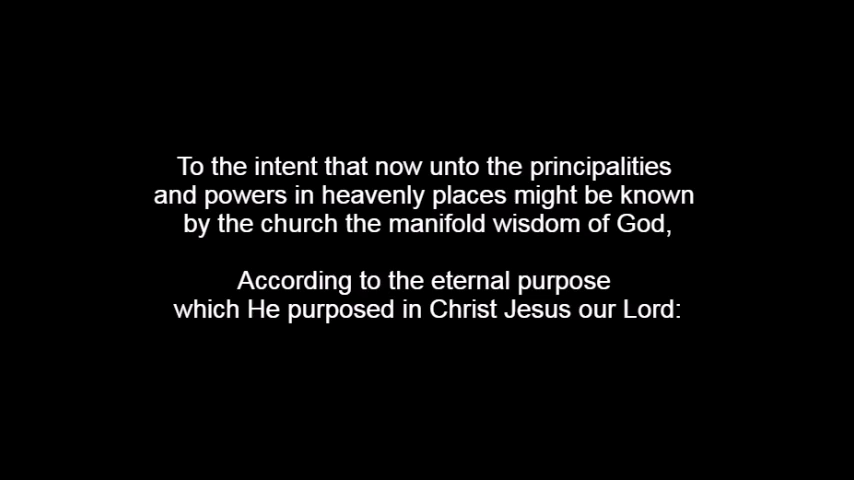 To the intent that now unto the principalities
and powers in heavenly places might be known
by the church the manifold wisdom of God,
According to the eternal purpose
which He purposed in Christ Jesus our Lord: